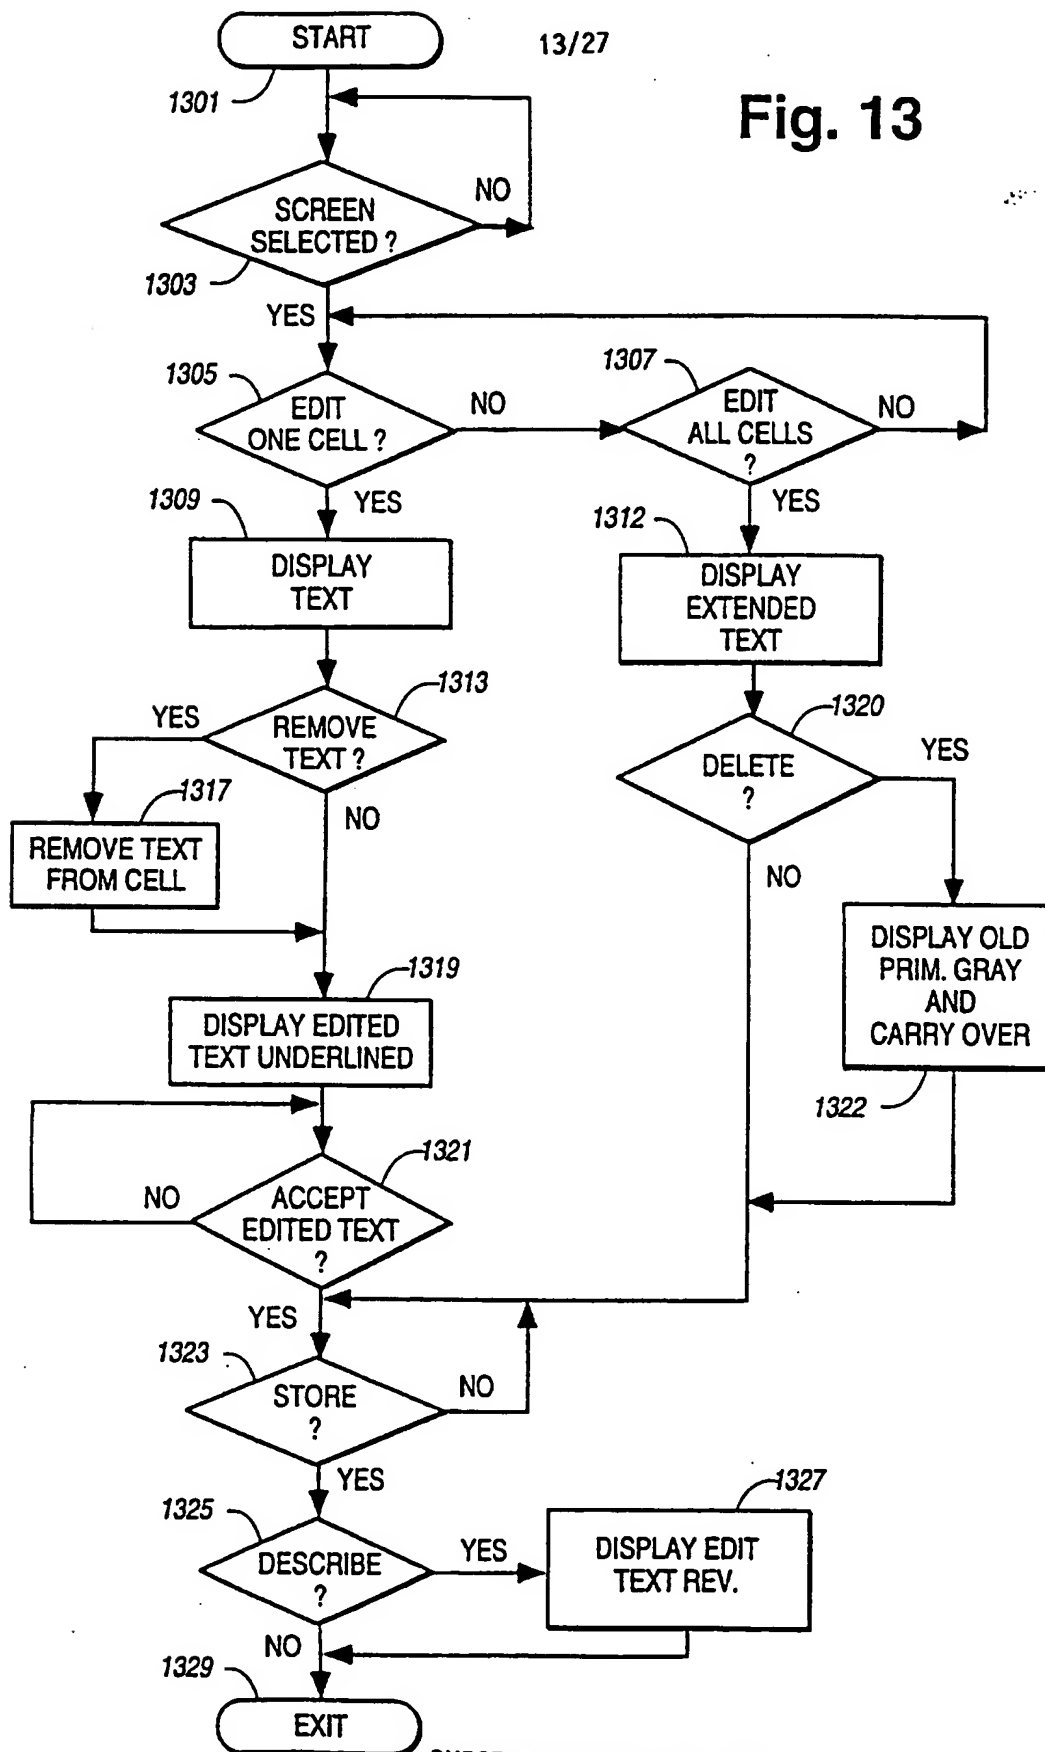 START
13/27
Fig. 13
1301
SCREEN
SELECTED ?
NO
1303
YES
1305
EDIT
ONE CELL ?
NO
1307
EDIT
ALL CELLS
?
NO
1309
YES
DISPLAY
TEXT
YES
1312
DISPLAY
EXTENDED
TEXT
1313
YES
REMOVE
TEXT ?
NO
1317
REMOVE TEXT
FROM CELL
1320
DELETE
?
YES
NO
DISPLAY OLD
PRIM. GRAY
AND
CARRY OVER
1322
1319
DISPLAY EDITED
TEXT UNDERLINED
1321
NO
ACCEPT
EDITED TEXT
?
YES
1323
STORE
?
NO
YES
1325
DESCRIBE
?
YES
1327
DISPLAY EDIT
TEXT REV.
NO
1329
EXIT